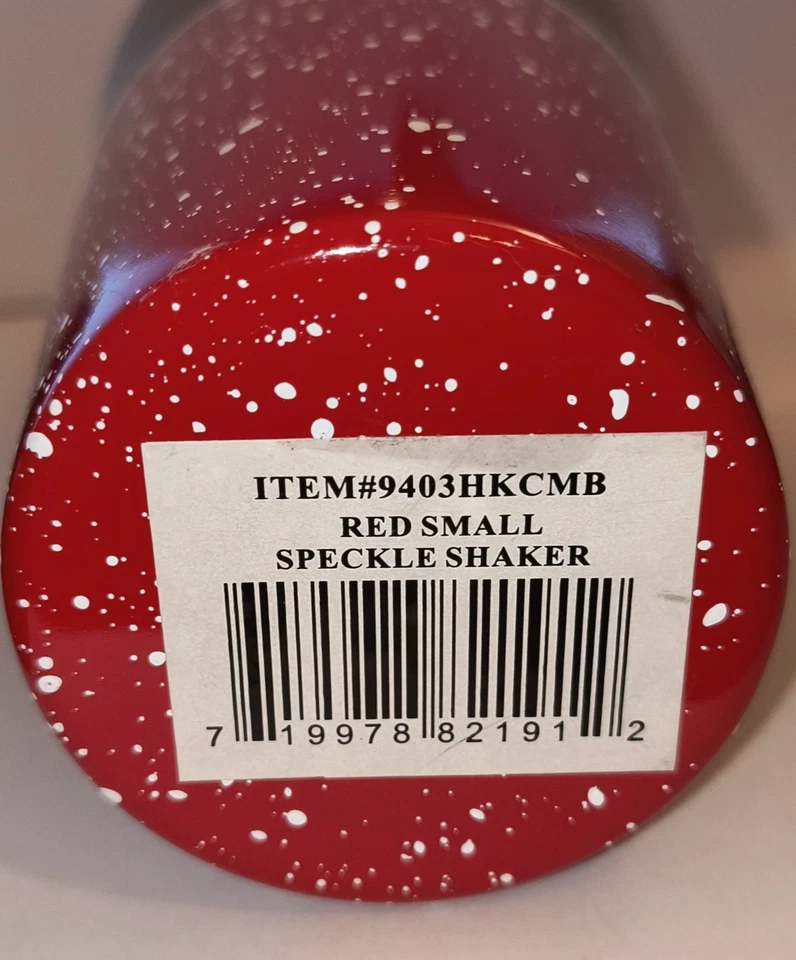 ITEM#9403HKCMB
RED SMALL
SPECKLE SHAKER
7 19978 82191 2